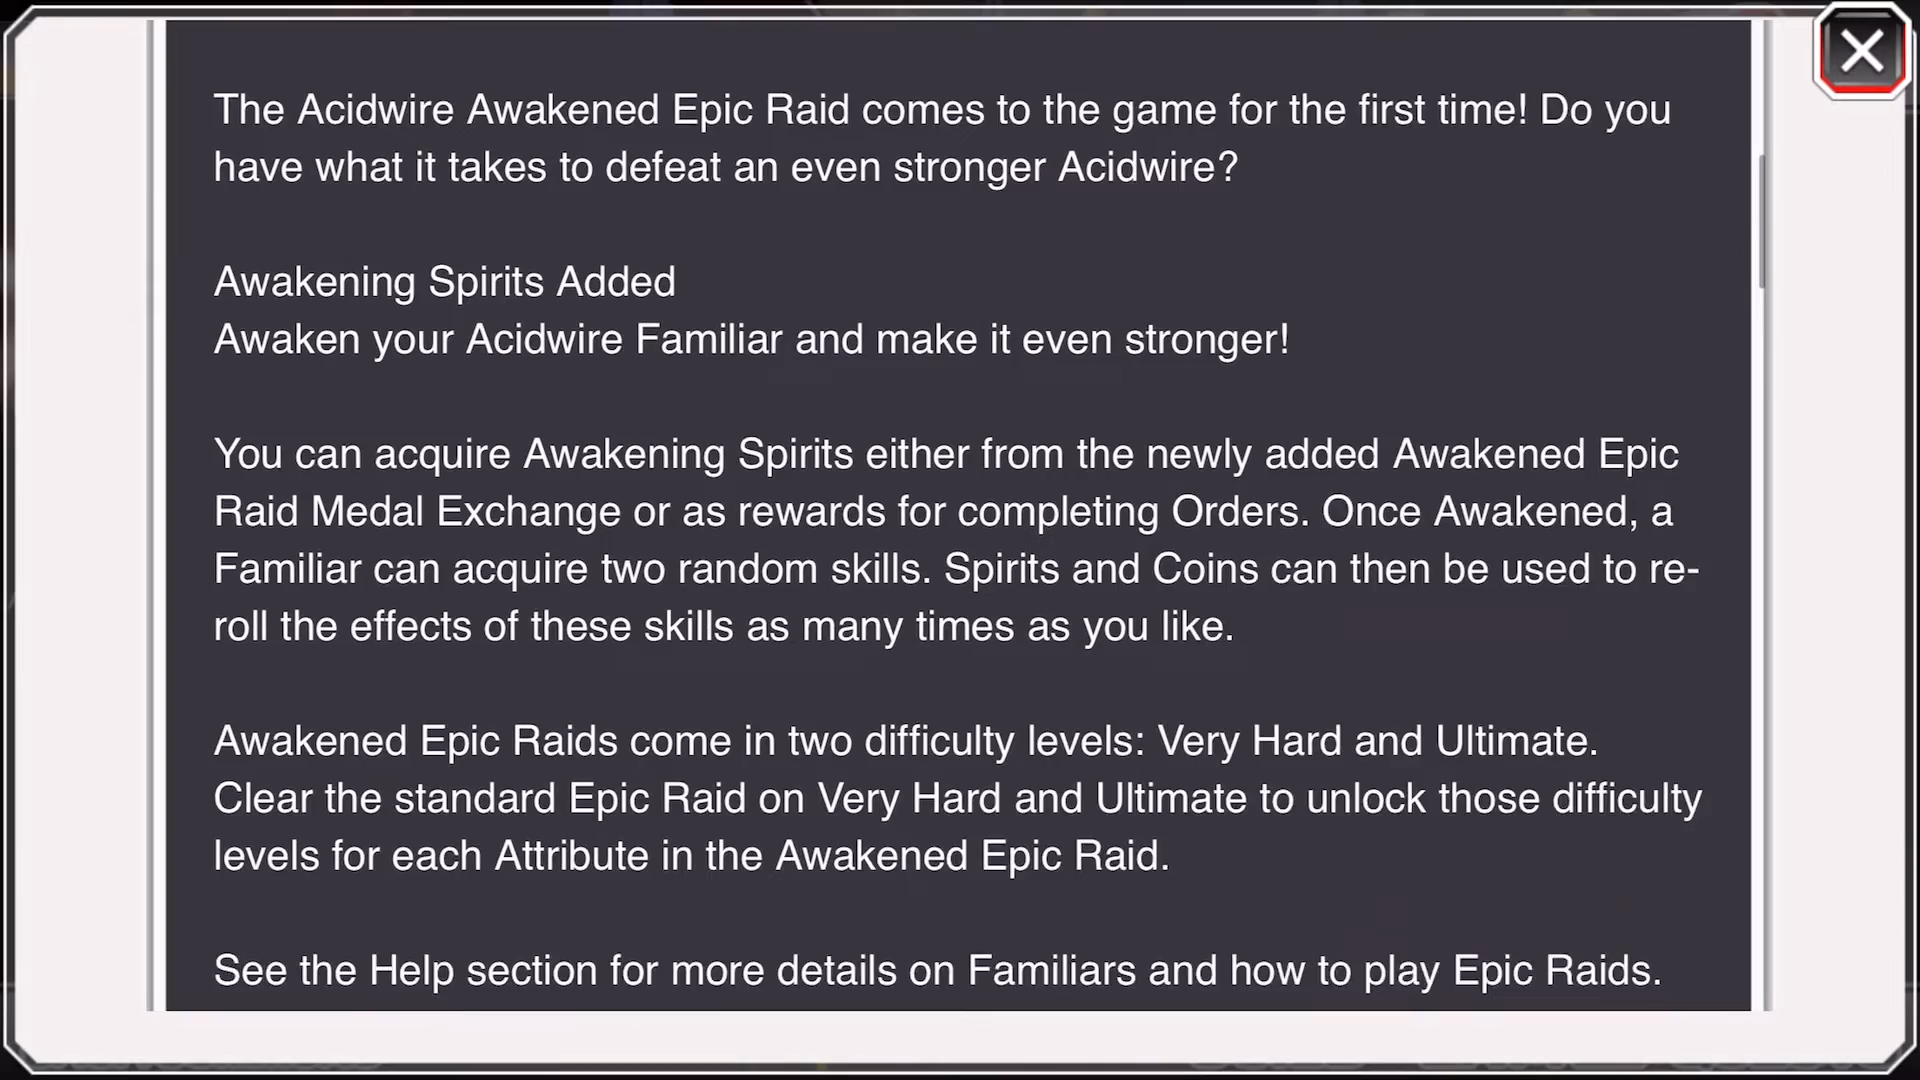 The Acidwire Awakened Epic Raid comes to the game for the first time! Do you
have what it takes to defeat an even stronger Acidwire?
Awakening Spirits Added
Awaken your Acidwire Familiar and make it even stronger!
You can acquire Awakening Spirits either from the newly added Awakened Epic
Raid Medal Exchange or as rewards for completing Orders. Once Awakened, a
Familiar can acquire two random skills. Spirits and Coins can then be used to re-
roll the effects of these skills as many times as you like.
Awakened Epic Raids come in two difficulty levels: Very Hard and Ultimate.
Clear the standard Epic Raid on Very Hard and Ultimate to unlock those difficulty
levels for each Attribute in the Awakened Epic Raid.
See the Help section for more details on Familiars and how to play Epic Raids.